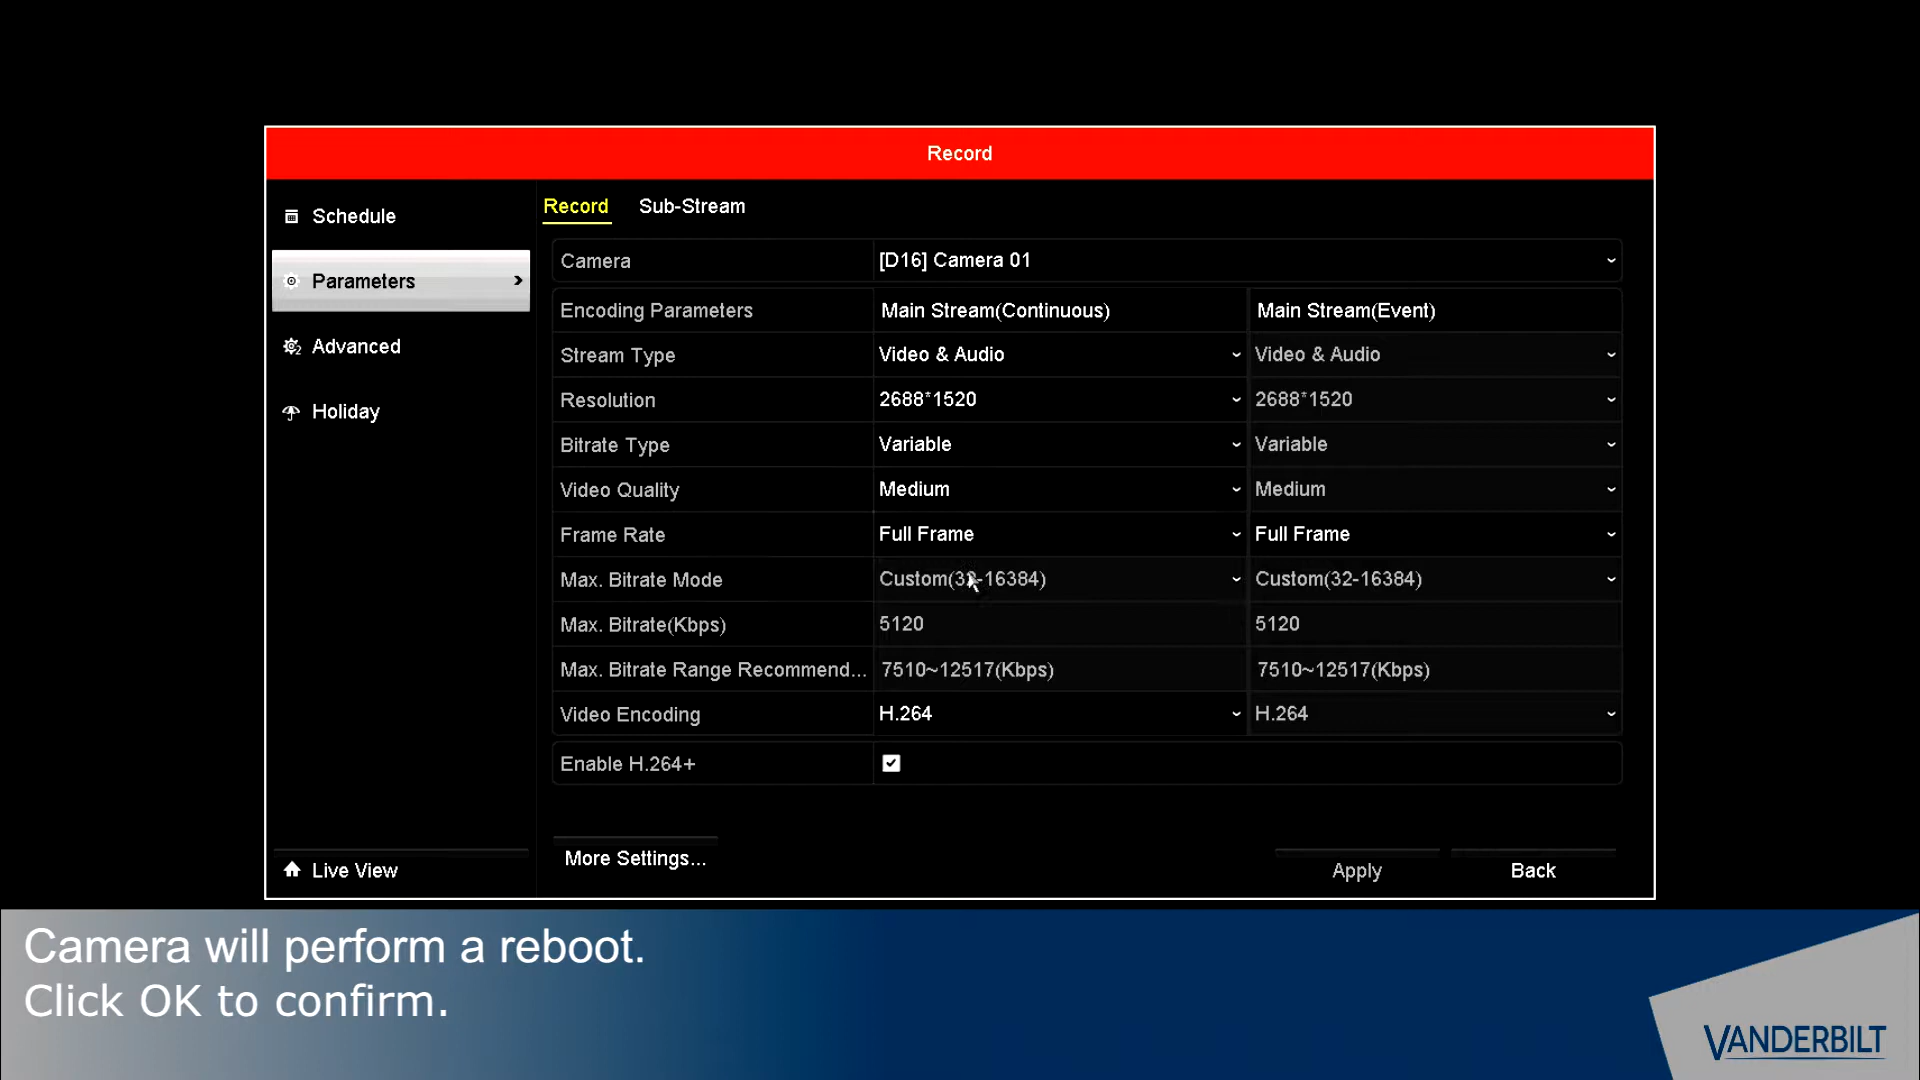 Record
Schedule
Parameters
Advanced
Holiday
Live View
Record Sub-Stream
Camera [D16] Camera 01
Encoding Parameters Main Stream(Continuous) Main Stream(Event)
Stream Type Video & Audio Video & Audio
Resolution 2688*1520 2688*1520
Bitrate Type Variable Variable
Video Quality Medium Medium
Frame Rate Full Frame Full Frame
Max. Bitrate Mode Custom(32-16384) Custom(32-16384)
Max. Bitrate(Kbps) 5120 5120
Max. Bitrate Range Recommend... 7510~12517(Kbps) 7510~12517(Kbps)
Video Encoding H.264 H.264
Enable H.264+
More Settings...
Apply Back
Camera will perform a reboot.
Click OK to confirm.
VANDERBILT